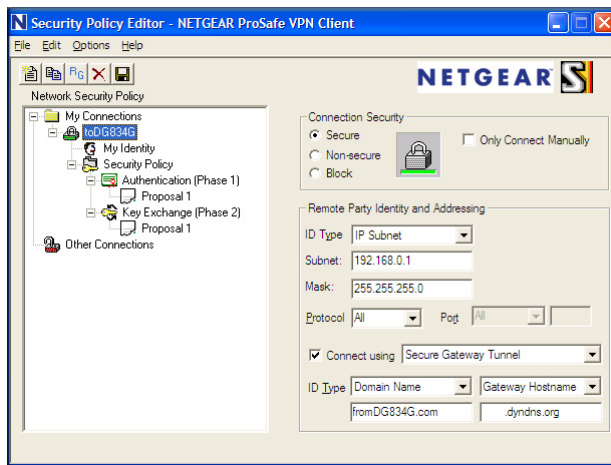 N Security Policy Editor - NETGEAR ProSafe VPN Client
File Edit Options Help
RG
NETGEAR S
Network Security Policy
My Connections
toDG834G
My Identity
Security Policy
Authentication (Phase 1)
Proposal 1
Key Exchange (Phase 2)
Proposal 1
Other Connections
Connection Security
Secure
Non-secure
Block
Only Connect Manually
Remote Party Identity and Addressing
ID Type IP Subnet
Subnet: 192.168.0.1
Mask: 255.255.255.0
Protocol All Port All
Connect using Secure Gateway Tunnel
ID Type Domain Name Gateway Hostname
fromDG834G.com .dyndns.org